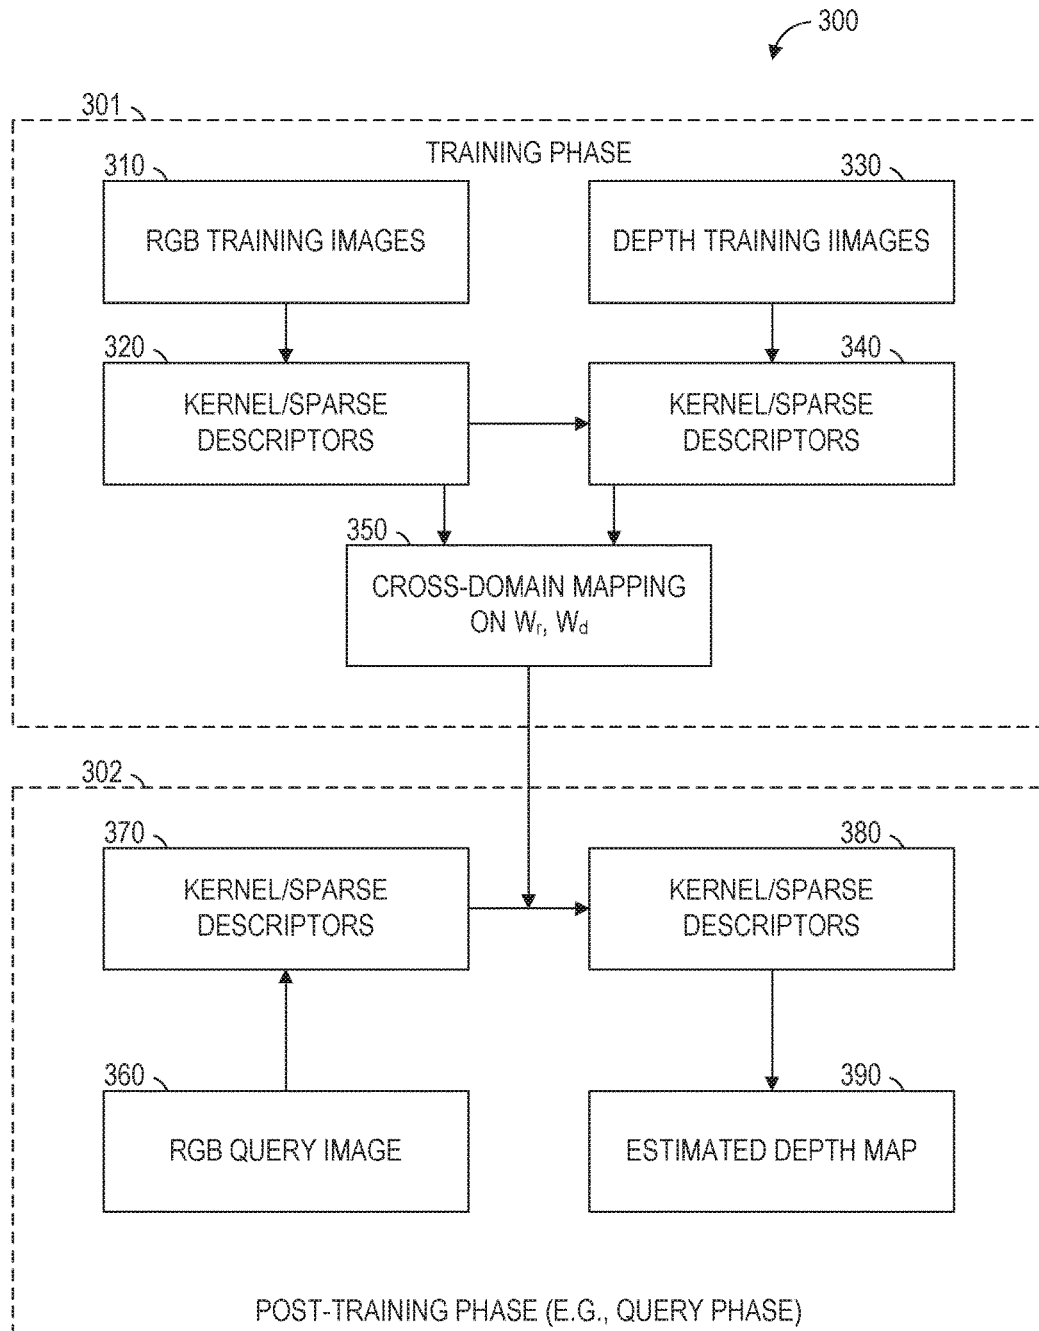 300
301
TRAINING PHASE
310
330
RGB TRAINING IMAGES
DEPTH TRAINING IIMAGES
320
340
KERNEL/SPARSE
DESCRIPTORS
KERNEL/SPARSE
DESCRIPTORS
350
CROSS-DOMAIN MAPPING
ON Wr, Wd
302
370
380
KERNEL/SPARSE
DESCRIPTORS
KERNEL/SPARSE
DESCRIPTORS
360
390
RGB QUERY IMAGE
ESTIMATED DEPTH MAP
POST-TRAINING PHASE (E.G., QUERY PHASE)